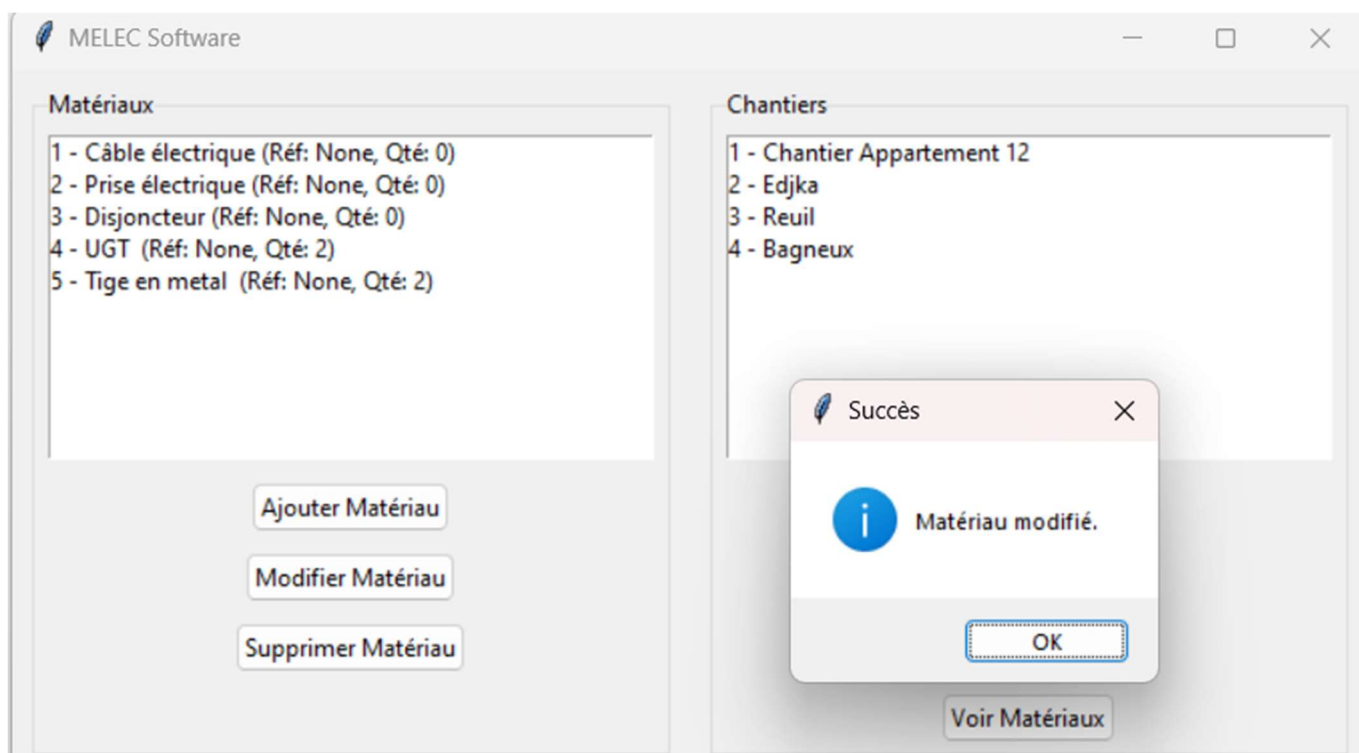 MELEC Software
Matériaux
1 - Câble électrique (Réf: None, Qté: 0)
2 - Prise électrique (Réf: None, Qté: 0)
3 - Disjoncteur (Réf: None, Qté: 0)
4 - UGT  (Réf: None, Qté: 2)
5 - Tige en metal  (Réf: None, Qté: 2)
Ajouter Matériau
Modifier Matériau
Supprimer Matériau
Chantiers
1 - Chantier Appartement 12
2 - Edjka
3 - Reuil
4 - Bagneux
Succès
Matériau modifié.
OK
Voir Matériaux